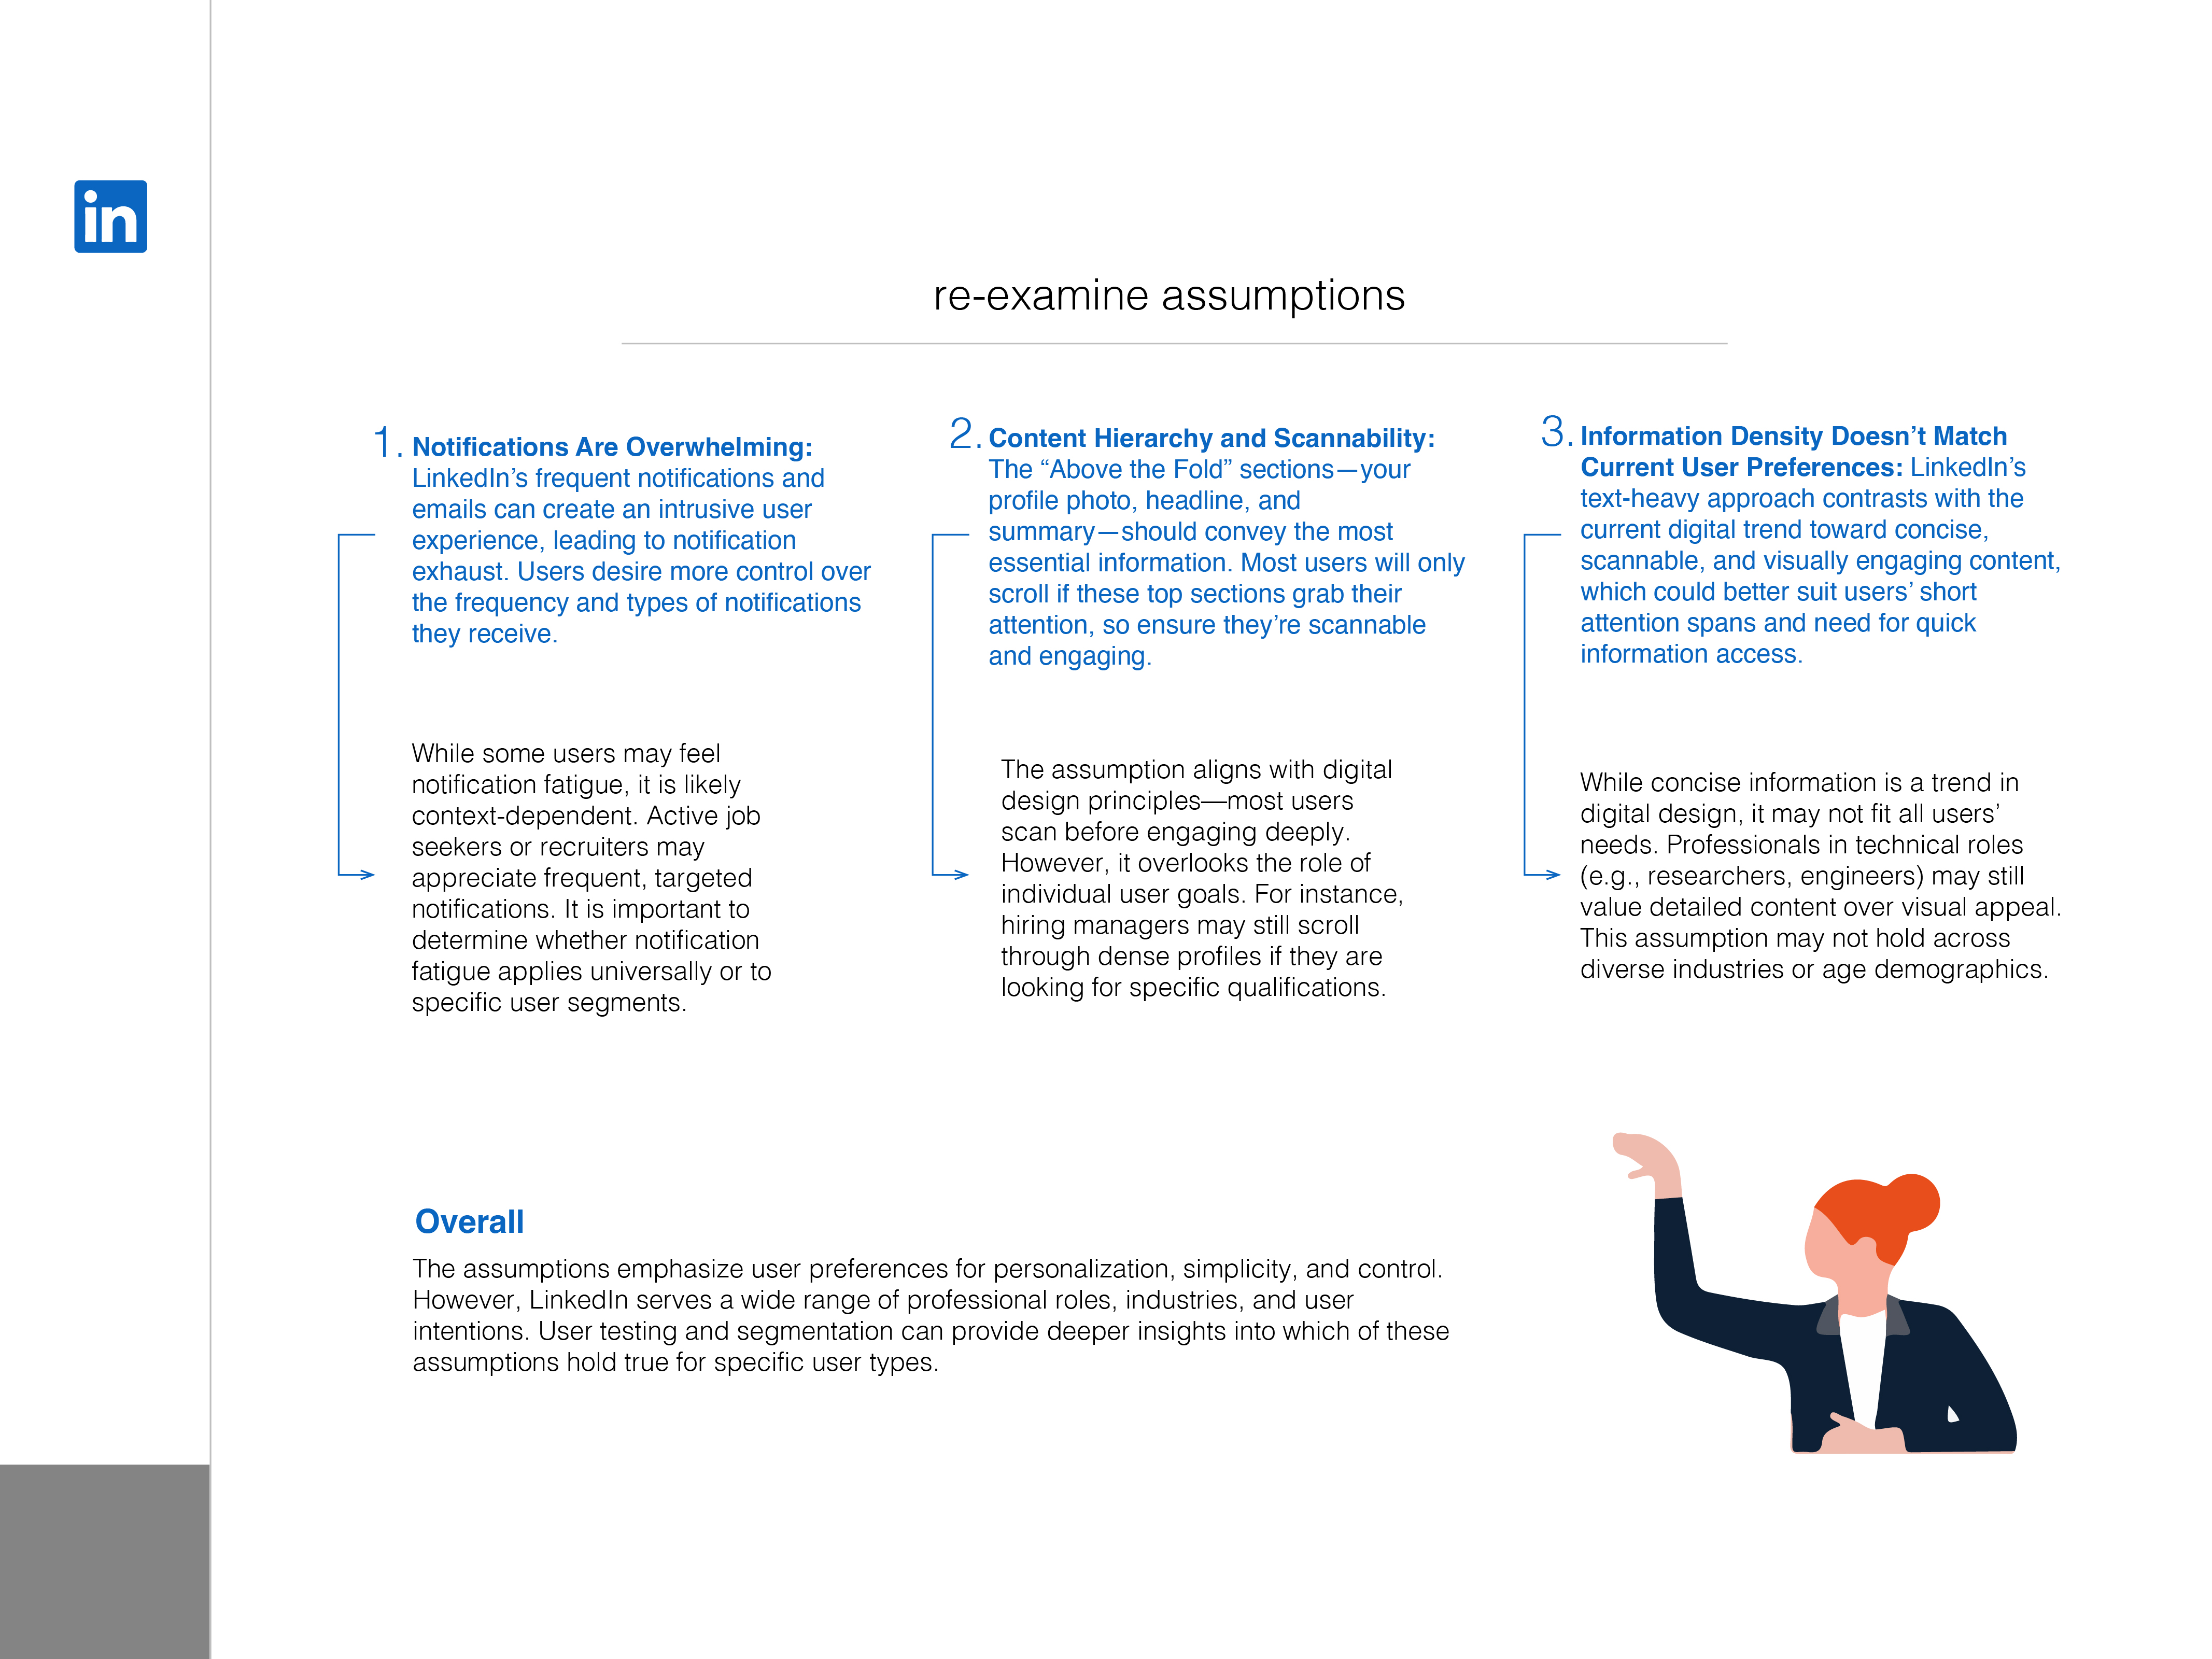 in
re-examine assumptions
1. Notifications Are Overwhelming:
LinkedIn’s frequent notifications and
emails can create an intrusive user
experience, leading to notification
exhaust. Users desire more control over
the frequency and types of notifications
they receive.
While some users may feel
notification fatigue, it is likely
context-dependent. Active job
seekers or recruiters may
appreciate frequent, targeted
notifications. It is important to
determine whether notification
fatigue applies universally or to
specific user segments.
2. Content Hierarchy and Scannability:
The “Above the Fold” sections—your
profile photo, headline, and
summary—should convey the most
essential information. Most users will only
scroll if these top sections grab their
attention, so ensure they’re scannable
and engaging.
The assumption aligns with digital
design principles—most users
scan before engaging deeply.
However, it overlooks the role of
individual user goals. For instance,
hiring managers may still scroll
through dense profiles if they are
looking for specific qualifications.
3. Information Density Doesn’t Match
Current User Preferences: LinkedIn’s
text-heavy approach contrasts with the
current digital trend toward concise,
scannable, and visually engaging content,
which could better suit users’ short
attention spans and need for quick
information access.
While concise information is a trend in
digital design, it may not fit all users’
needs. Professionals in technical roles
(e.g., researchers, engineers) may still
value detailed content over visual appeal.
This assumption may not hold across
diverse industries or age demographics.
Overall
The assumptions emphasize user preferences for personalization, simplicity, and control.
However, LinkedIn serves a wide range of professional roles, industries, and user
intentions. User testing and segmentation can provide deeper insights into which of these
assumptions hold true for specific user types.